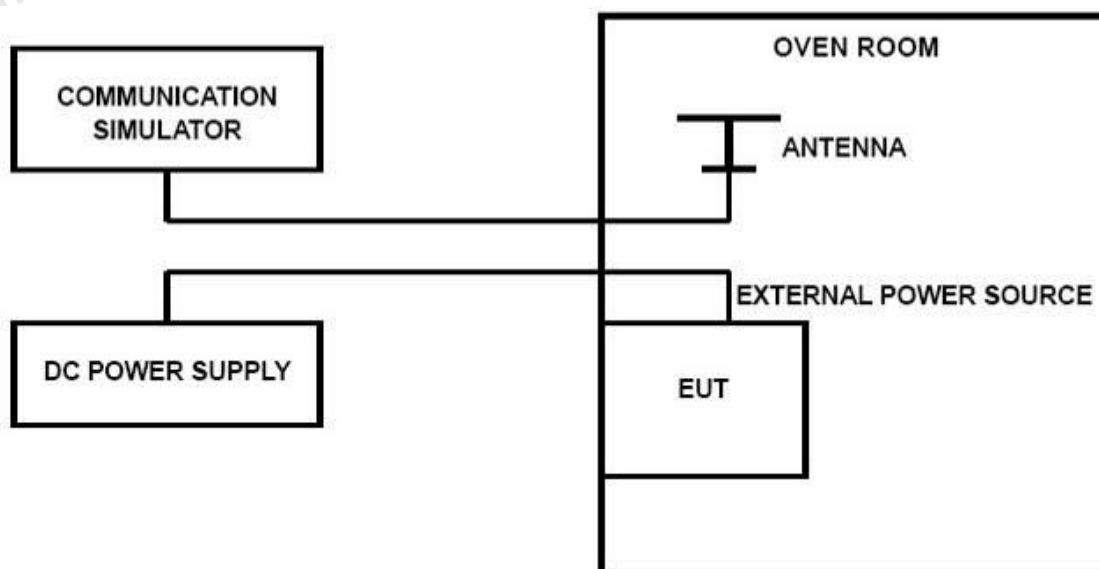 OVEN ROOM
COMMUNICATION
SIMULATOR
ANTENNA
EXTERNAL POWER SOURCE
DC POWER SUPPLY
EUT